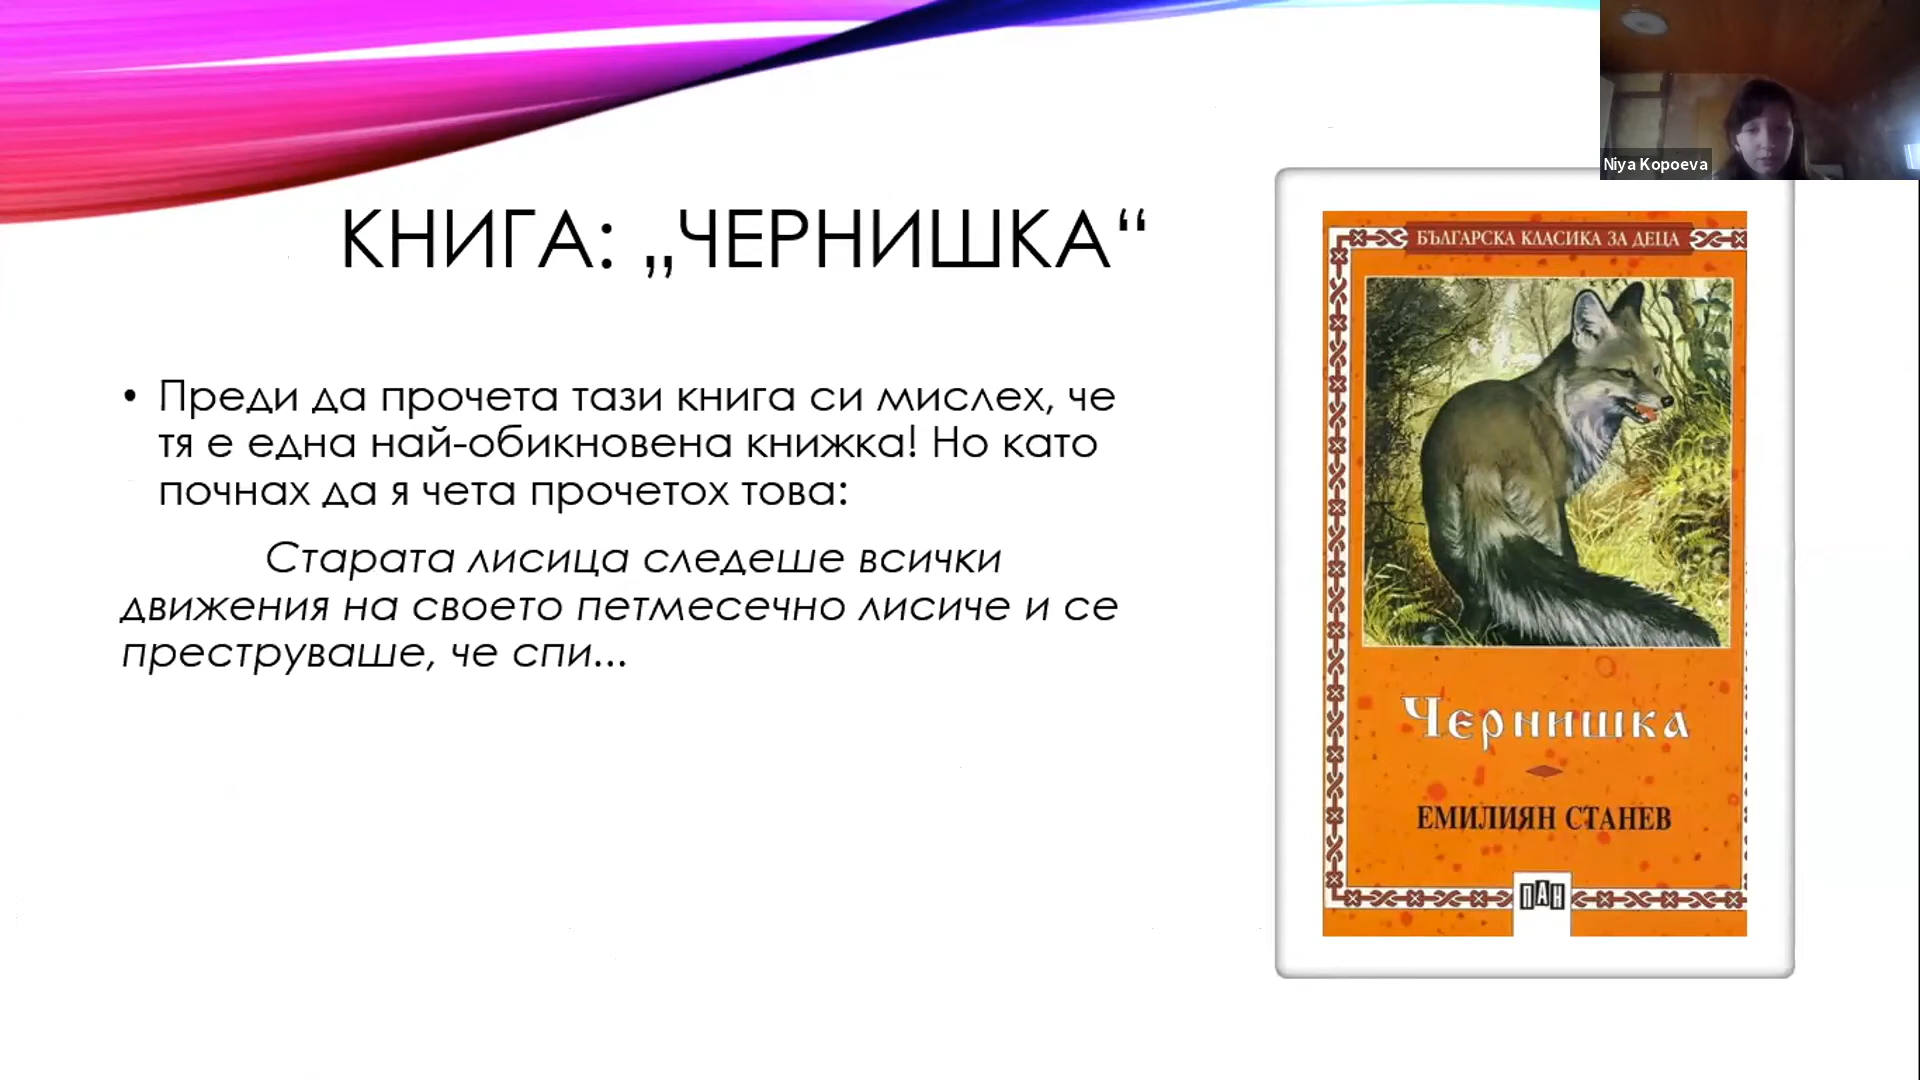 Niya Kopoeva
КНИГА: „ЧЕРНИШКА“
• Преди да прочета тази книга си мислех, че
тя е една най-обикновена книжка! Но като
почнах да я чета прочетох това:
Старата лисица следеше всички
движения на своето петмесечно лисиче и се
преструваше, че спи...
БЪЛГАРСКА КЛАСИКА ЗА ДЕЦА
Чернишка
ЕМИЛИЯН СТАНЕВ
ПАН